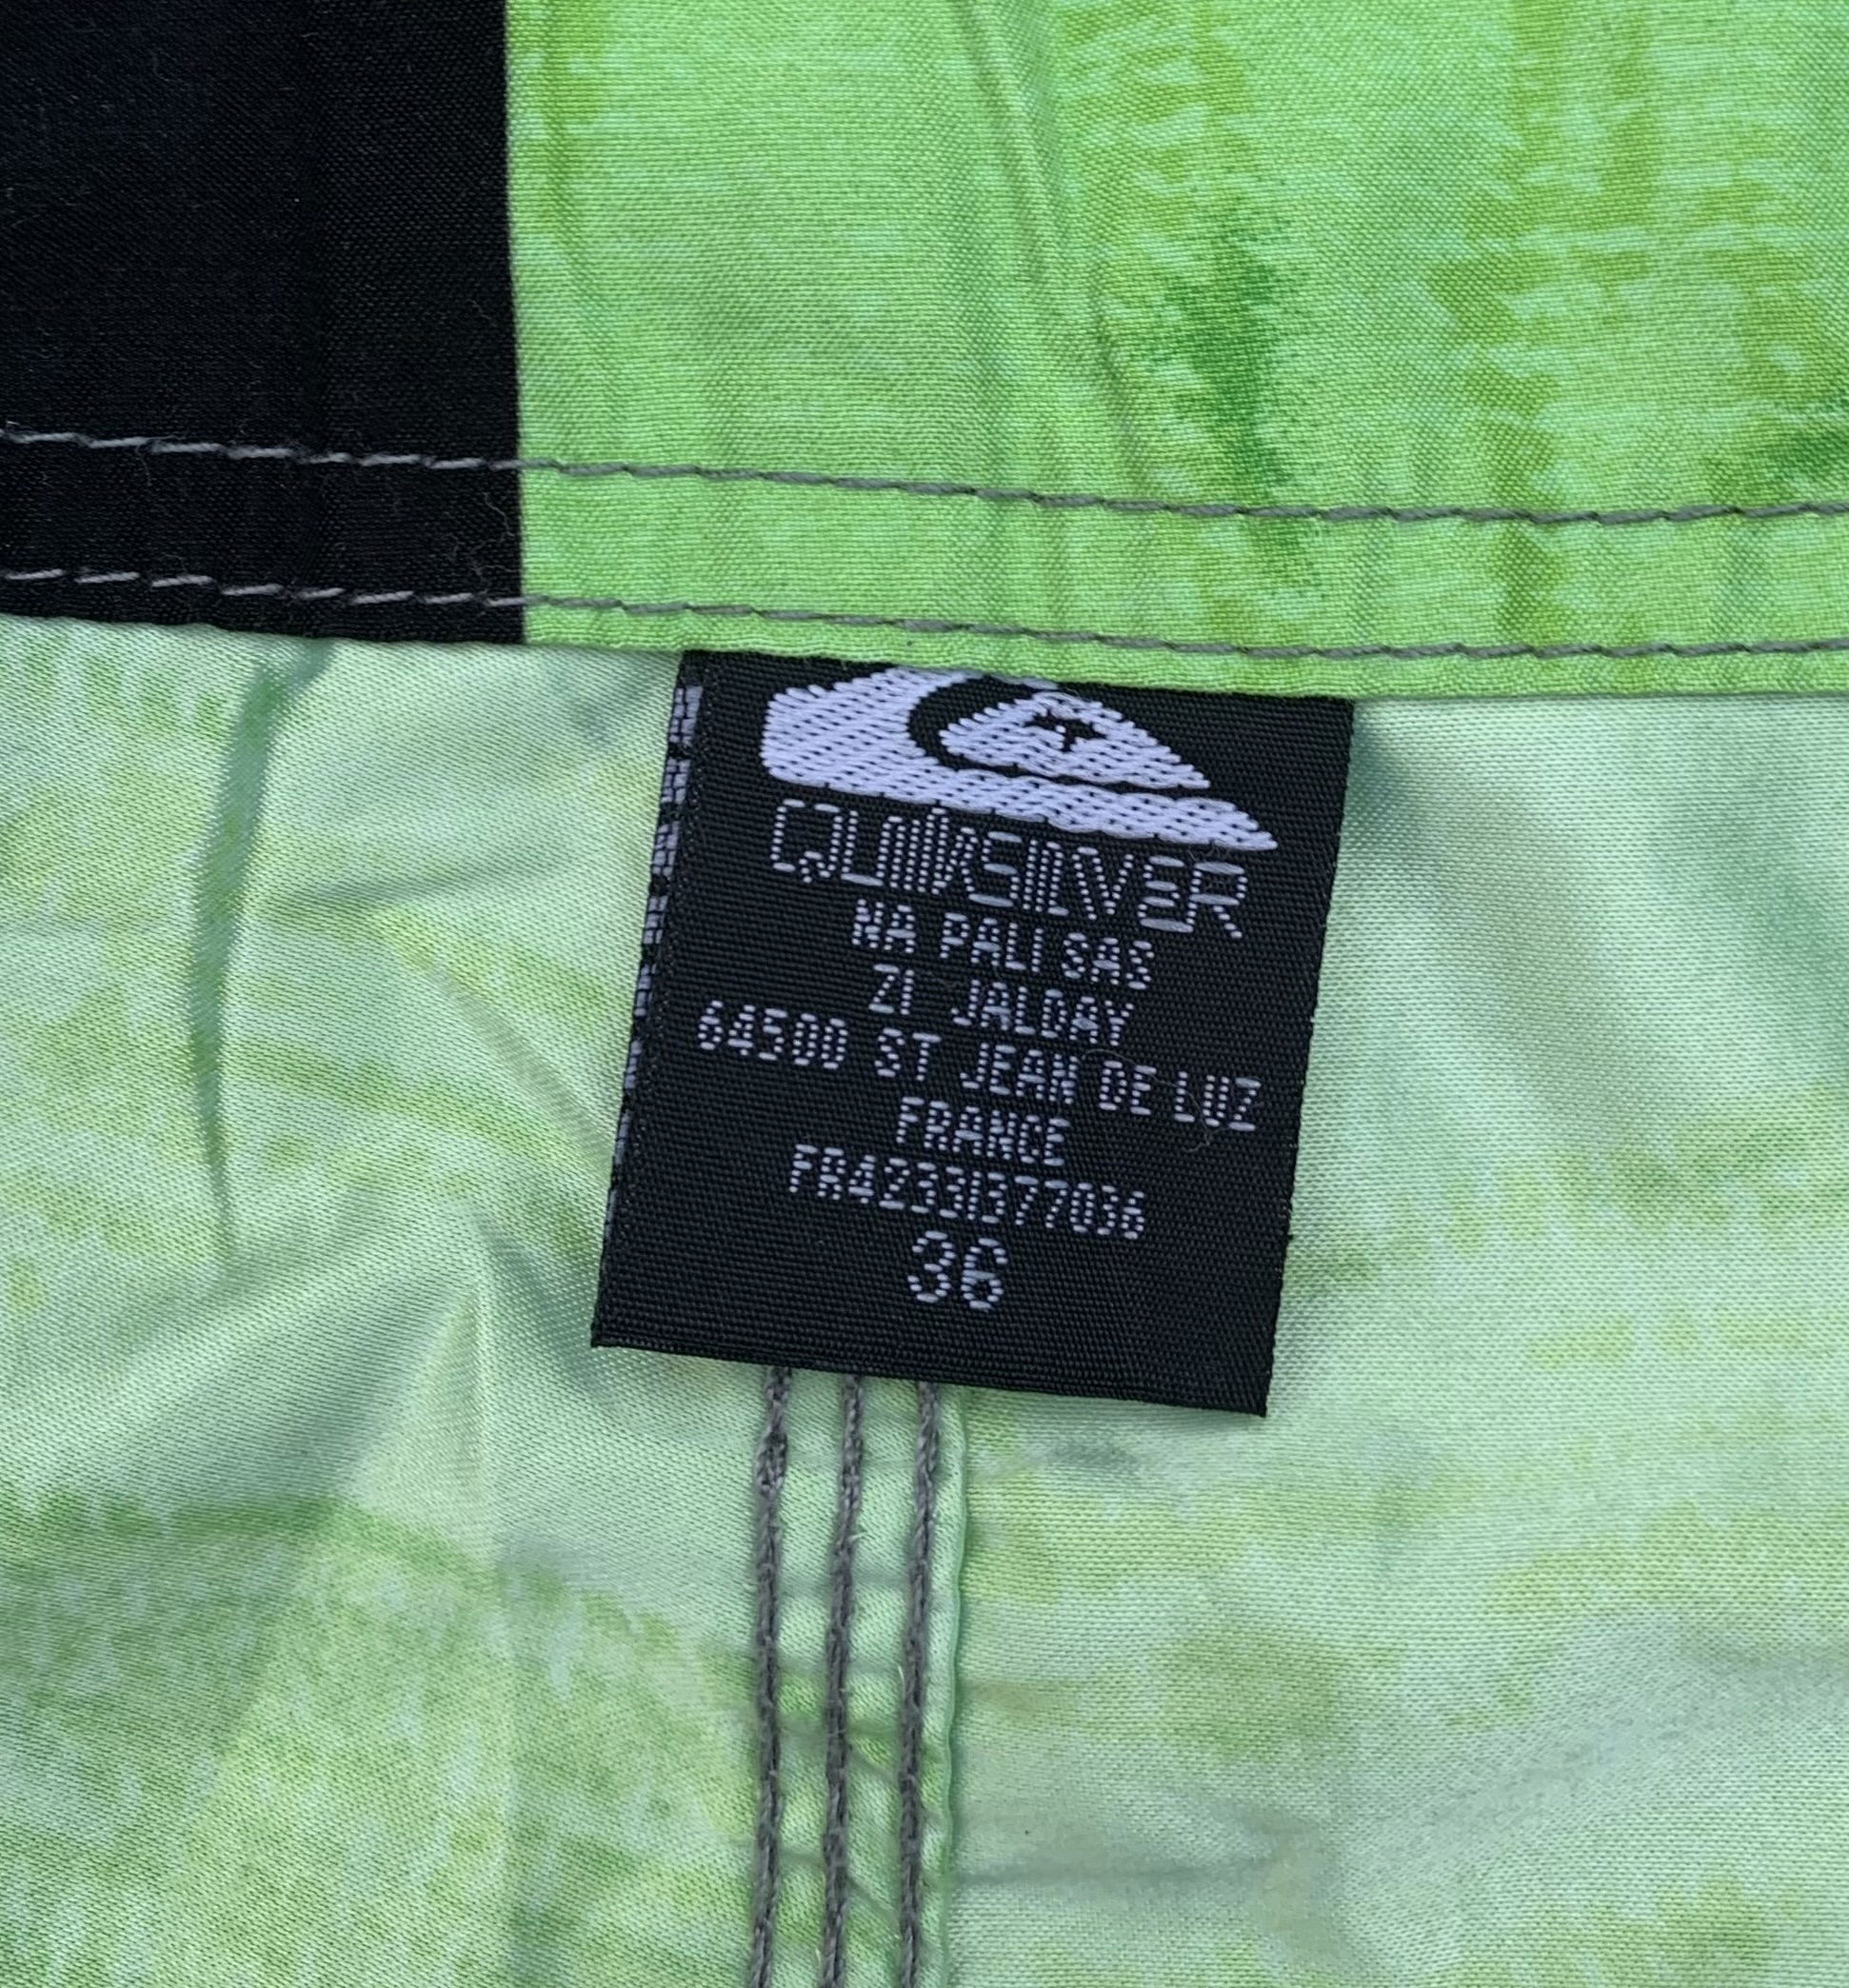 QUIKSILVER
NA PALI SAS
ZI JALDAY
64500 ST JEAN DE LUZ
FRANCE
FR42331377036
36